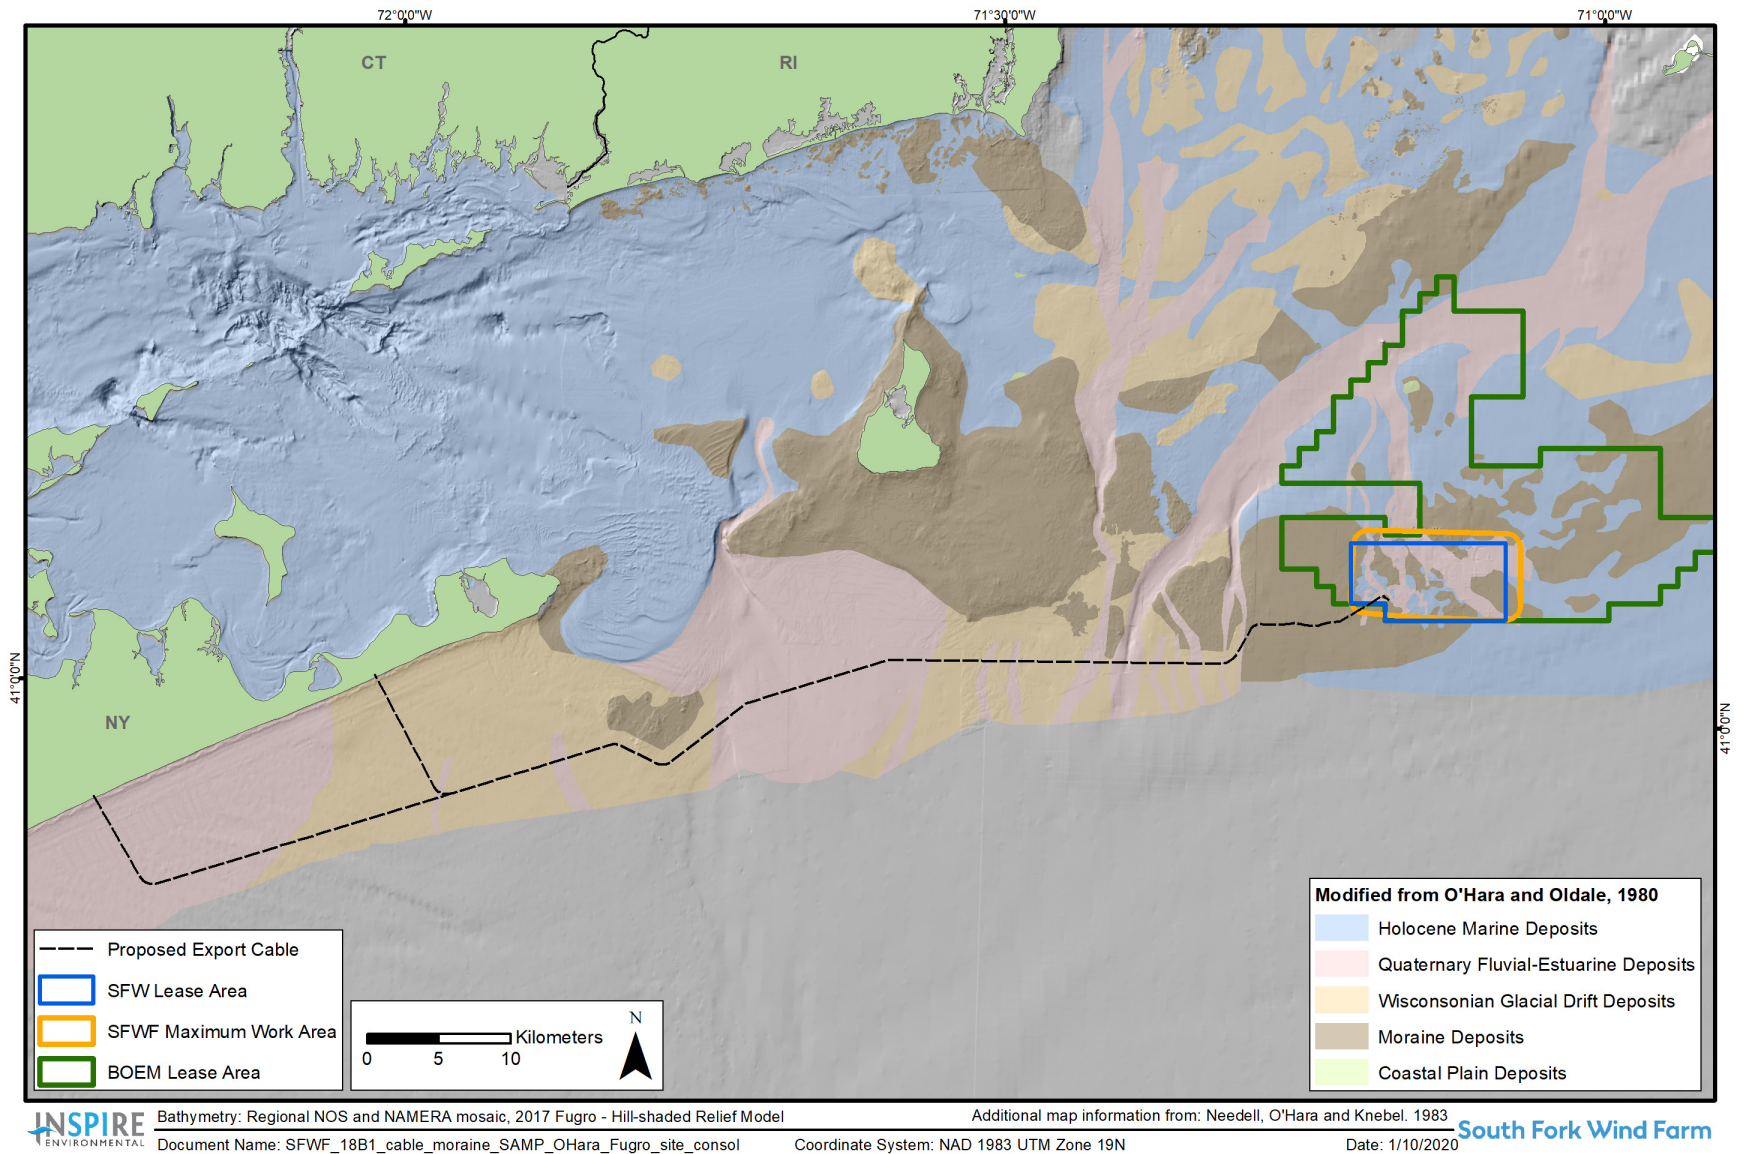 72°0'0"W
71°30'0"W
71°0'0"W
CT
RI
NY
41°0'0"N
41°0'0"N
Proposed Export Cable
SFW Lease Area
SFWF Maximum Work Area
BOEM Lease Area
Kilometers
0 5 10
N
Modified from O'Hara and Oldale, 1980
Holocene Marine Deposits
Quaternary Fluvial-Estuarine Deposits
Wisconsonian Glacial Drift Deposits
Moraine Deposits
Coastal Plain Deposits
INSPIRE
ENVIRONMENTAL
Bathymetry: Regional NOS and NAMERA mosaic, 2017 Fugro - Hill-shaded Relief Model
Additional map information from: Needell, O'Hara and Knebel. 1983
Document Name: SFWF_18B1_cable_moraine_SAMP_OHara_Fugro_site_consol
Coordinate System: NAD 1983 UTM Zone 19N
Date: 1/10/2020
South Fork Wind Farm